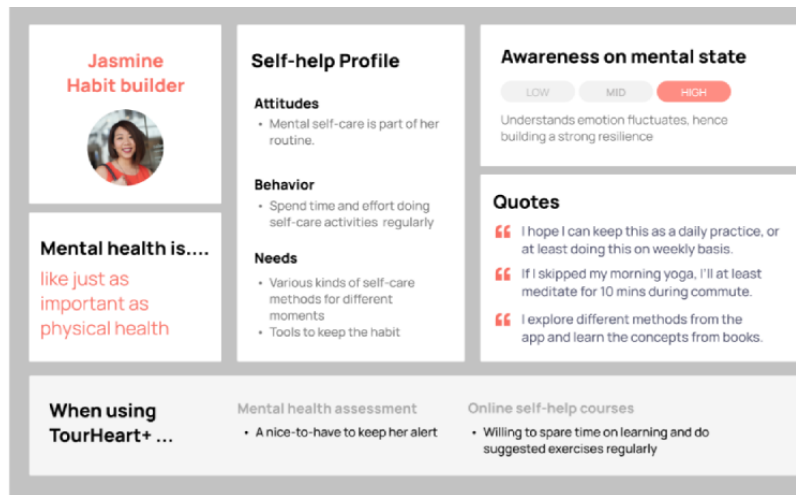 Jasmine
Habit builder
Mental health is....
like just as
important as
physical health
Self-help Profile
Attitudes
• Mental self-care is part of her
routine.
Behavior
• Spend time and effort doing
self-care activities regularly
Needs
• Various kinds of self-care
methods for different
moments
• Tools to keep the habit
Awareness on mental state
LOW
MID
HIGH
Understands emotion fluctuates, hence
building a strong resilience
Quotes
I hope I can keep this as a daily practice, or
at least doing this on weekly basis.
If I skipped my morning yoga, I'll at least
meditate for 10 mins during commute.
I explore different methods from the
app and learn the concepts from books.
When using
TourHeart+ ...
Mental health assessment
• A nice-to-have to keep her alert
Online self-help courses
• Willing to spare time on learning and do
suggested exercises regularly